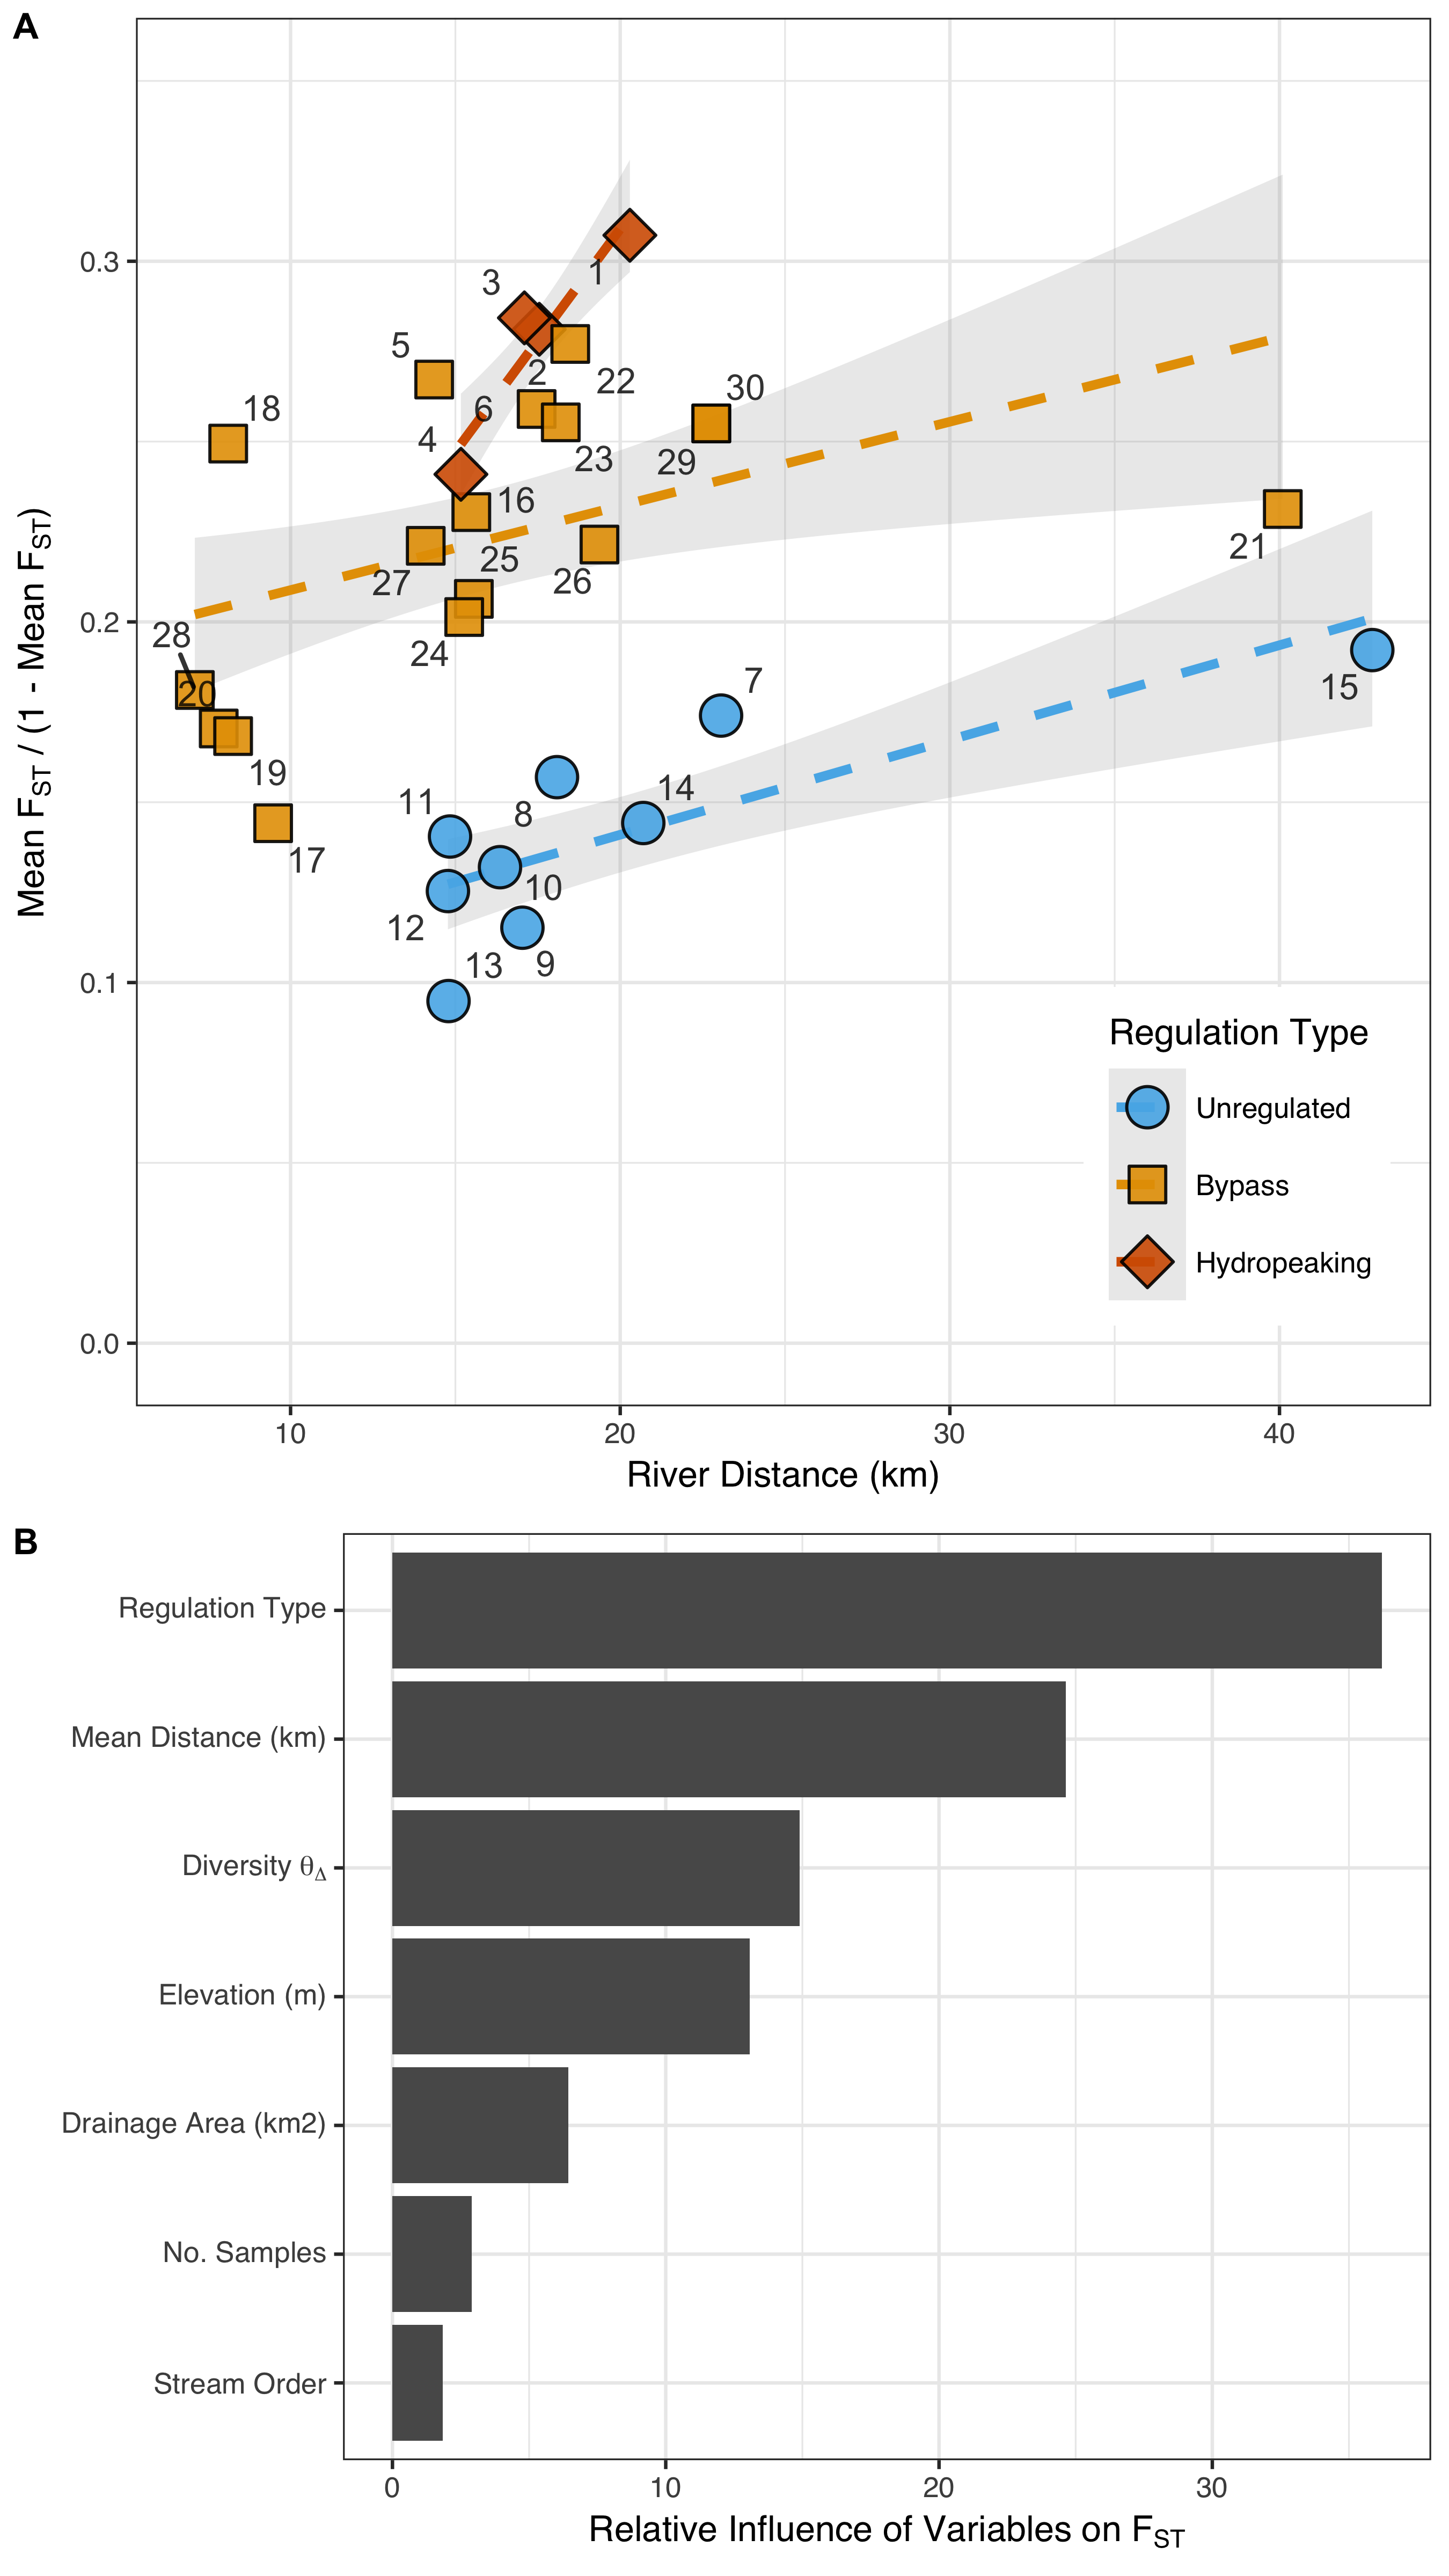 A
Mean FST / (1 - Mean FST)
0.3
0.2
0.1
0.0
1
3
5
2
22
30
18
6
4
23
29
16
25
21
27
26
28
24
20
7
15
19
14
11
8
17
10
12
13
9
Regulation Type
Unregulated
Bypass
Hydropeaking
10 20 30 40
River Distance (km)
B
Regulation Type
Mean Distance (km)
Diversity θΔ
Elevation (m)
Drainage Area (km2)
No. Samples
Stream Order
0 10 20 30
Relative Influence of Variables on FST